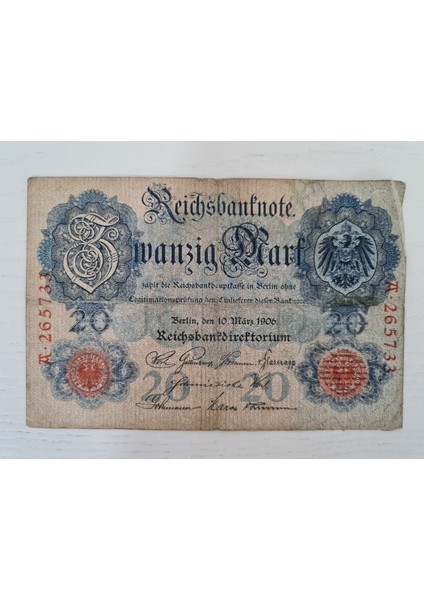 Reichsbanknote.
Zwanzig Mark
zahlt die Reichsbankhauptkasse in Berlin ohne
Legitimationsprüfung dem Einlieferer dieser Banknote
Berlin, den 10. März 1906.
Reichsbankdirektorium
20 20
20 20
265733
265733